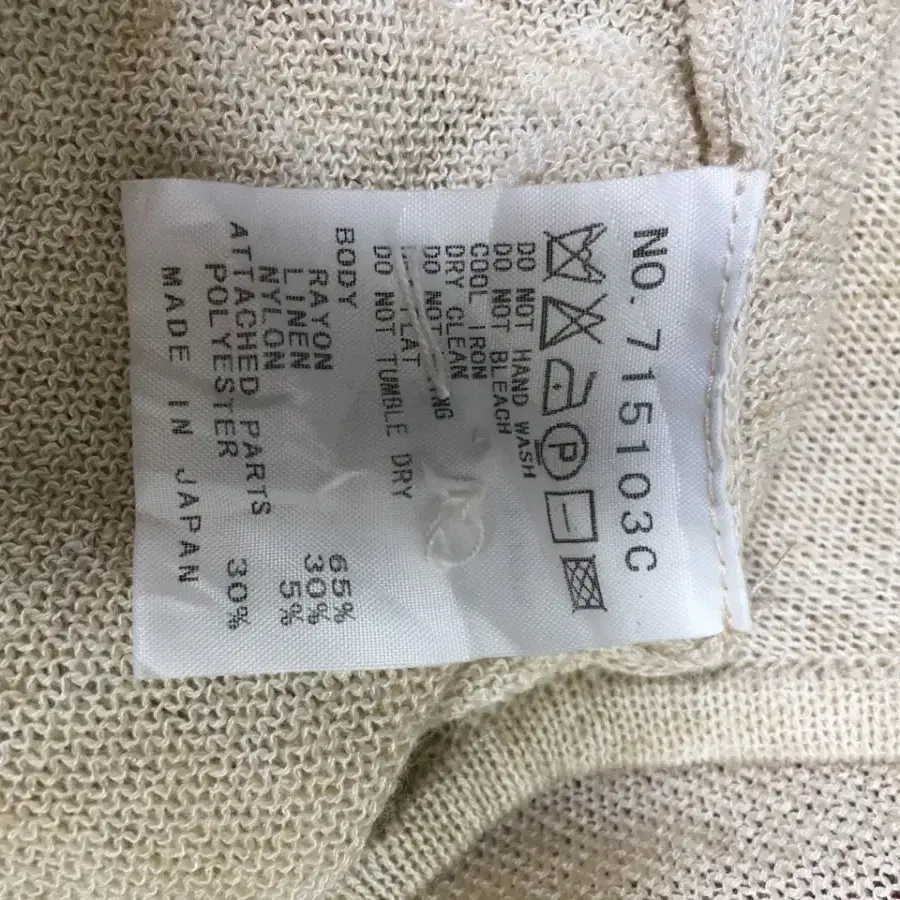 NO. 715103C
P
DO NOT HAND WASH
DO NOT BLEACH
COOL IRON
DRY CLEAN
DO NOT
FLAT
DO NOT TUMBLE DRY
BODY
RAYON 65%
LINEN 30%
NYLON 5%
ATTACHED PARTS
POLYESTER 30%
MADE IN JAPAN